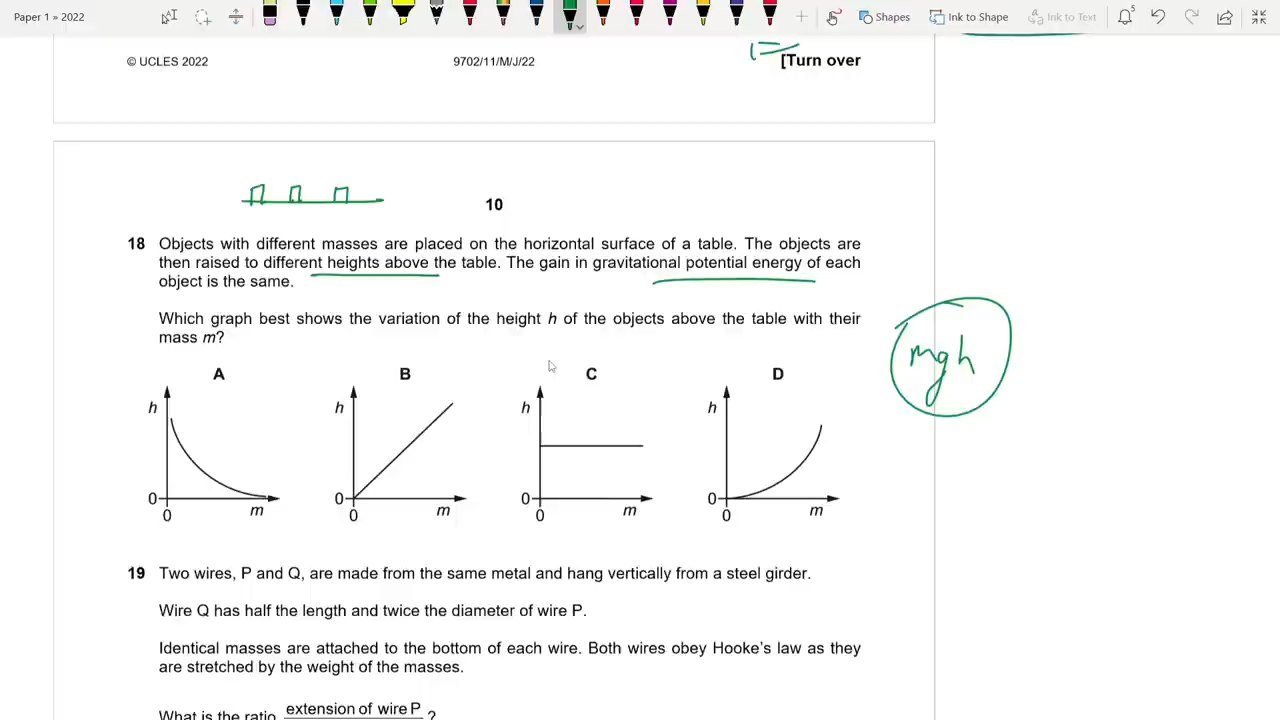 Paper 1 » 2022
Shapes
Ink to Shape
Ink to Text
5
© UCLES 2022
9702/11/M/J/22
[Turn over
10
18 Objects with different masses are placed on the horizontal surface of a table. The objects are
then raised to different heights above the table. The gain in gravitational potential energy of each
object is the same.
Which graph best shows the variation of the height h of the objects above the table with their
mass m?
mgh
A B C D
h h h h
0 0 0 0
0 m 0 m 0 m 0 m
19 Two wires, P and Q, are made from the same metal and hang vertically from a steel girder.
Wire Q has half the length and twice the diameter of wire P.
Identical masses are attached to the bottom of each wire. Both wires obey Hooke's law as they
are stretched by the weight of the masses.
extension of wire P
What is the ratio ?